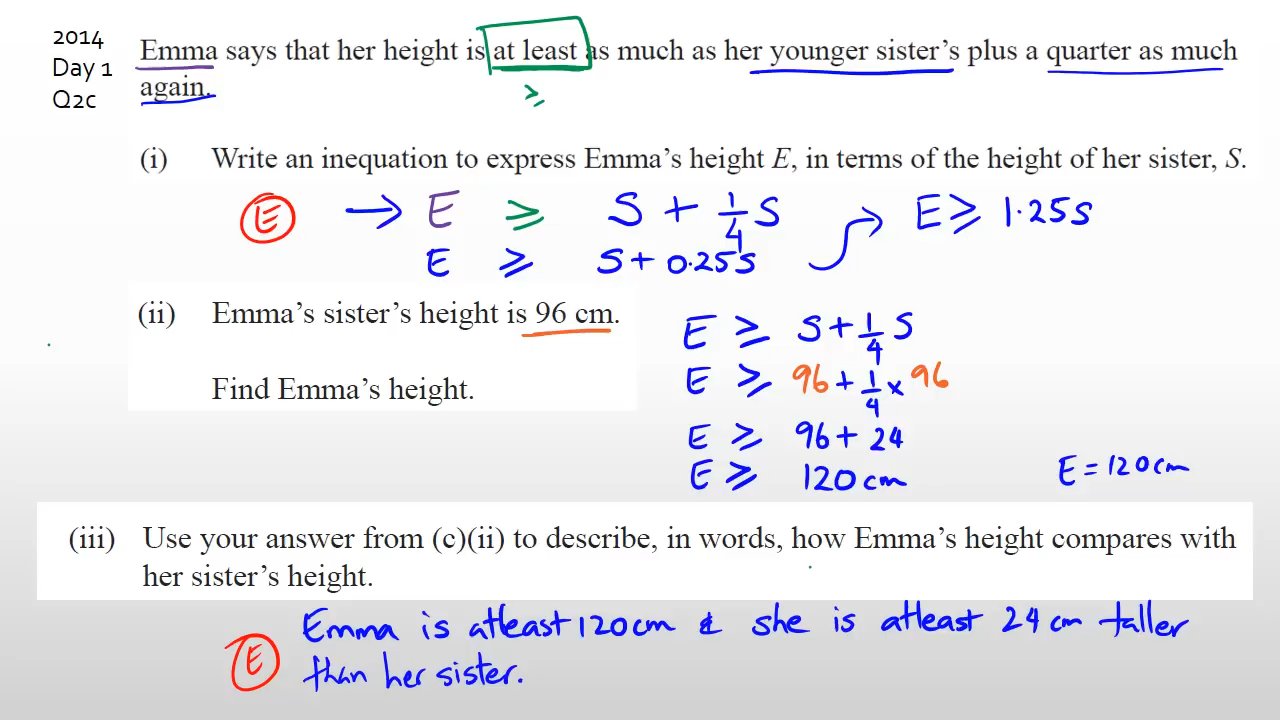 2014
Day 1
Q2c
Emma says that her height is at least as much as her younger sister's plus a quarter as much
again.
≥
(i) Write an inequation to express Emma's height E, in terms of the height of her sister, S.
E → E ≥ S + 1/4 S E ≥ 1.25S
E ≥ S + 0.25S
(ii) Emma's sister's height is 96 cm.
Find Emma's height.
E ≥ S + 1/4 S
E ≥ 96 + 1/4 × 96
E ≥ 96 + 24
E ≥ 120 cm
E = 120 cm
(iii) Use your answer from (c)(ii) to describe, in words, how Emma's height compares with
her sister's height.
E
Emma is atleast 120cm & she is atleast 24 cm taller
than her sister.